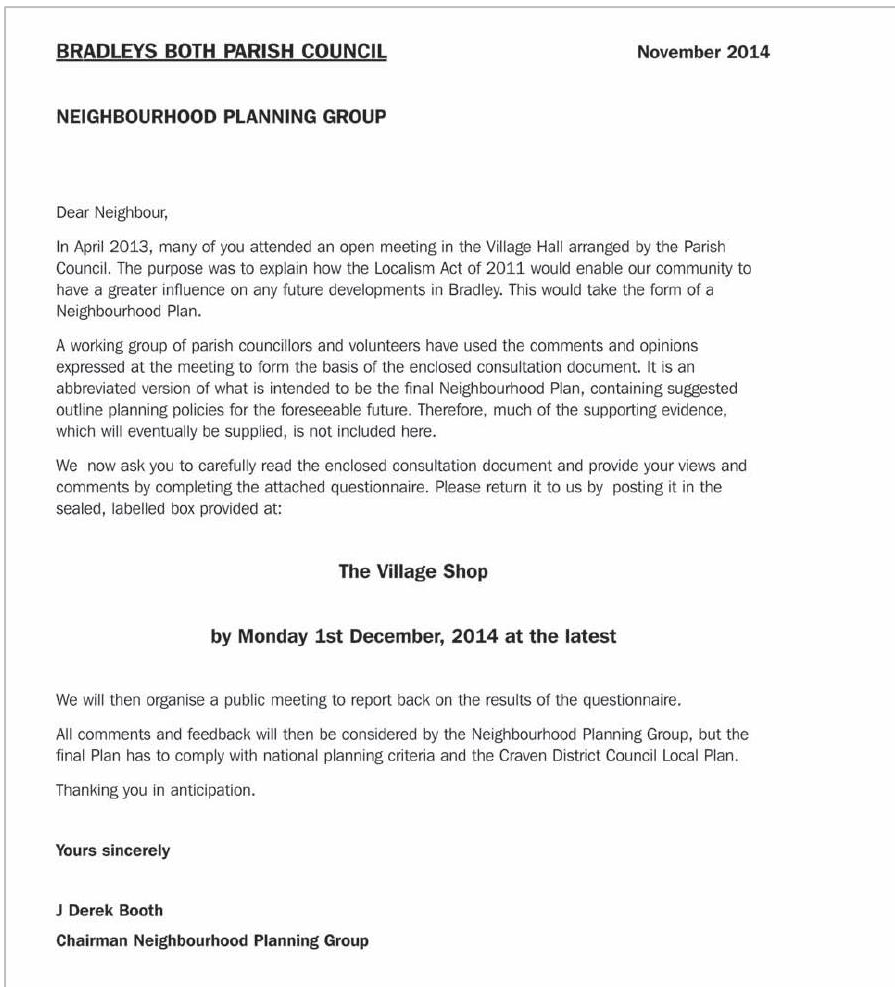 BRADLEYS BOTH PARISH COUNCIL November 2014
NEIGHBOURHOOD PLANNING GROUP
Dear Neighbour,
In April 2013, many of you attended an open meeting in the Village Hall arranged by the Parish
Council. The purpose was to explain how the Localism Act of 2011 would enable our community to
have a greater influence on any future developments in Bradley. This would take the form of a
Neighbourhood Plan.
A working group of parish councillors and volunteers have used the comments and opinions
expressed at the meeting to form the basis of the enclosed consultation document. It is an
abbreviated version of what is intended to be the final Neighbourhood Plan, containing suggested
outline planning policies for the foreseeable future. Therefore, much of the supporting evidence,
which will eventually be supplied, is not included here.
We now ask you to carefully read the enclosed consultation document and provide your views and
comments by completing the attached questionnaire. Please return it to us by posting it in the
sealed, labelled box provided at:
The Village Shop
by Monday 1st December, 2014 at the latest
We will then organise a public meeting to report back on the results of the questionnaire.
All comments and feedback will then be considered by the Neighbourhood Planning Group, but the
final Plan has to comply with national planning criteria and the Craven District Council Local Plan.
Thanking you in anticipation.
Yours sincerely
J Derek Booth
Chairman Neighbourhood Planning Group